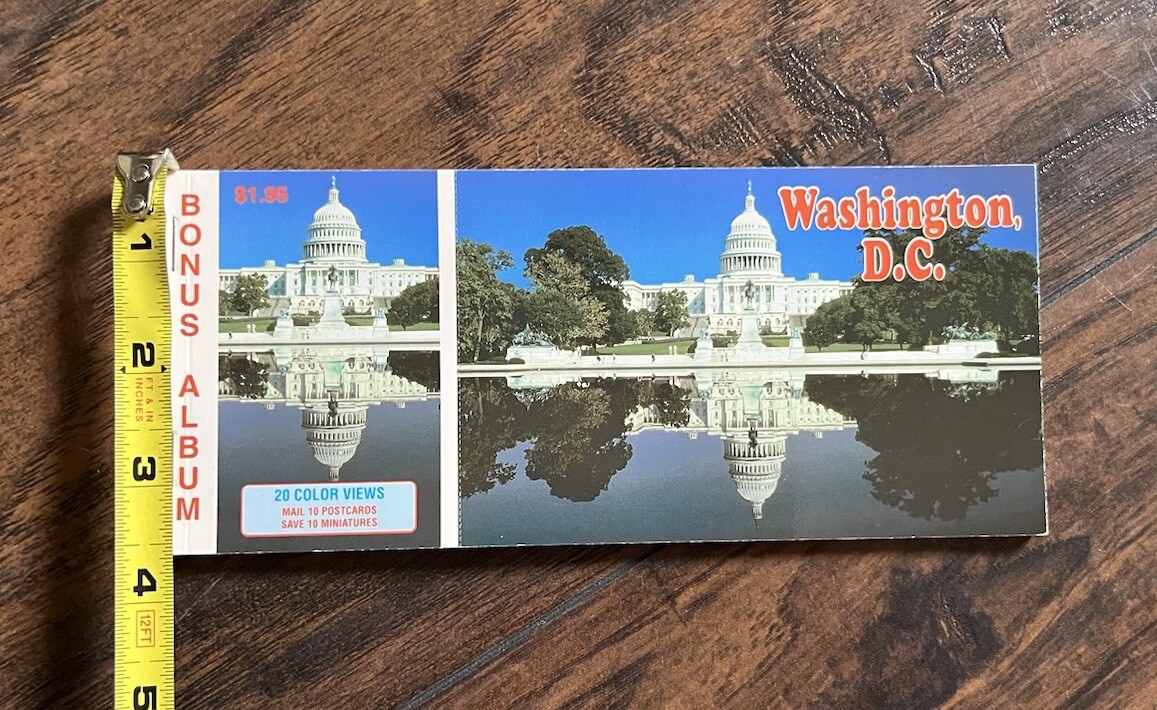 BONUS ALBUM
$1.95
20 COLOR VIEWS
MAIL 10 POSTCARDS
SAVE 10 MINIATURES
Washington,
D.C.
1
2
FT & IN
INCHES
3
4
12FT
5